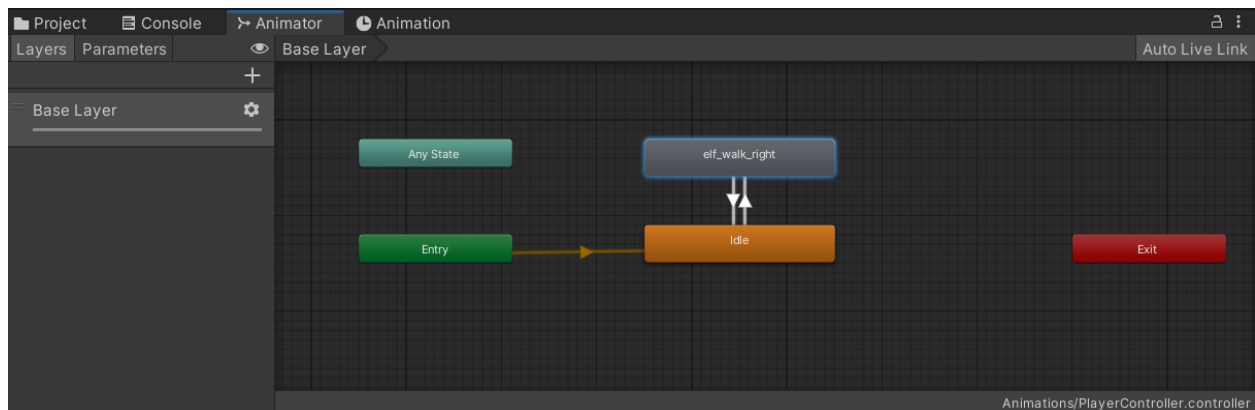 Project Console Animator Animation
Layers Parameters Base Layer Auto Live Link
Base Layer
Any State elf_walk_right
Entry Idle Exit
Animations/PlayerController.controller